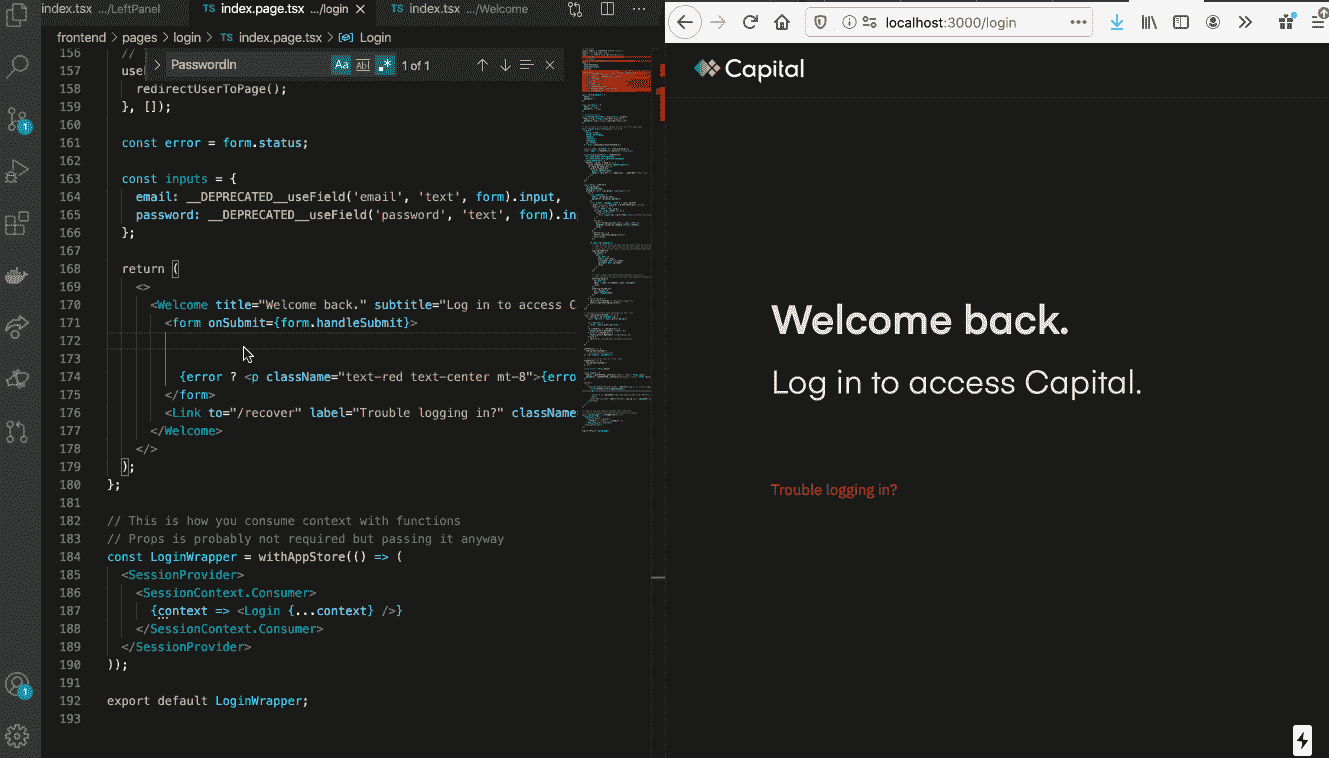 index.tsx .../LeftPanel
TS index.page.tsx .../login
TS index.tsx .../Welcome
frontend > pages > login > TS index.page.tsx > Login
PasswordIn
Aa
Ab
.*
1 of 1
156 //
157 use
158 redirectUserToPage();
159 }, []);
160
161 const error = form.status;
162
163 const inputs = {
164 email: __DEPRECATED__useField('email', 'text', form).input,
165 password: __DEPRECATED__useField('password', 'text', form).in
166 };
167
168 return (
169 <>
170 <Welcome title="Welcome back." subtitle="Log in to access C
171 <form onSubmit={form.handleSubmit}>
172
173
174 {error ? <p className="text-red text-center mt-8">{erro
175 </form>
176 <Link to="/recover" label="Trouble logging in?" className
177 </Welcome>
178 </>
179 );
180 };
181
182 // This is how you consume context with functions
183 // Props is probably not required but passing it anyway
184 const LoginWrapper = withAppStore(() => (
185 <SessionProvider>
186 <SessionContext.Consumer>
187 {context => <Login {...context} />}
188 </SessionContext.Consumer>
189 </SessionProvider>
190 ));
191
192 export default LoginWrapper;
193
1
1
localhost:3000/login
Capital
Welcome back.
Log in to access Capital.
Trouble logging in?